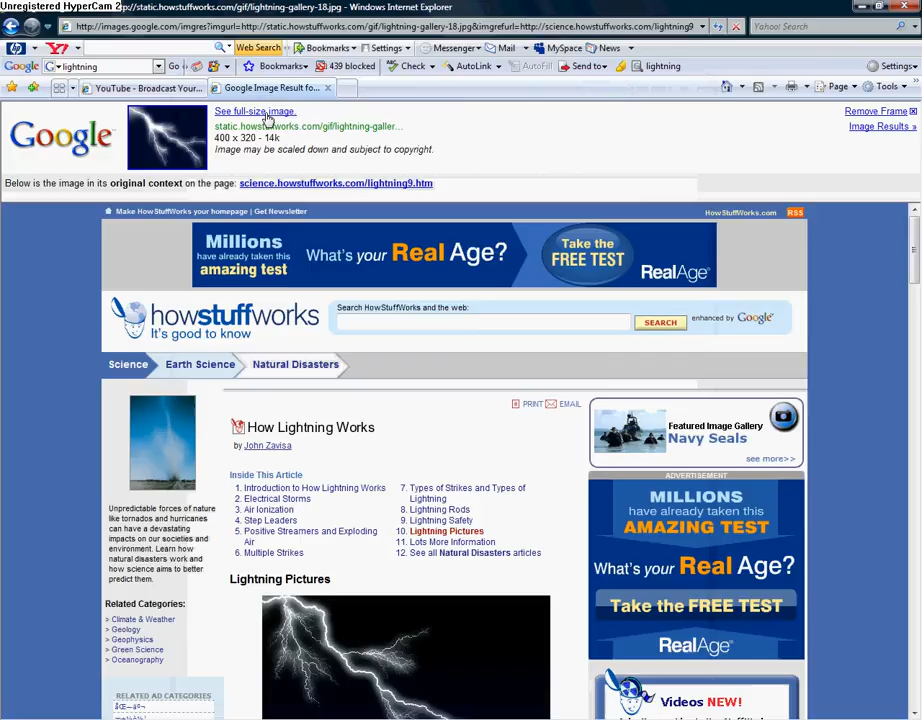 Unregistered HyperCam 2
p://static.howstuffworks.com/gif/lightning-gallery-18.jpg - Windows Internet Explorer
http://images.google.com/imgres?imgurl=http://static.howstuffworks.com/gif/lightning-gallery-18.jpg&imgrefurl=http://science.howstuffworks.com/lightning9
Yahoo! Search
hp Y! Web Search Bookmarks Settings Messenger Mail MySpace News
Google G lightning Go Bookmarks 439 blocked Check AutoLink AutoFill Send to lightning Settings
YouTube - Broadcast Your... Google Image Result fo... Page Tools
See full-size image.
static.howstuffworks.com/gif/lightning-galler...
400 x 320 - 14k
Image may be scaled down and subject to copyright.
Google
Remove Frame
Image Results »
Below is the image in its original context on the page: science.howstuffworks.com/lightning9.htm
Make HowStuffWorks your homepage | Get Newsletter
HowStuffWorks.com RSS
Millions
have already taken this
amazing test
What's your Real Age?
Take the
FREE TEST
RealAge
howstuffworks
It's good to know
Search HowStuffWorks and the web:
SEARCH
enhanced by Google
Science Earth Science Natural Disasters
PRINT EMAIL
How Lightning Works
by John Zavisa
Inside This Article
1. Introduction to How Lightning Works
2. Electrical Storms
3. Air Ionization
4. Step Leaders
5. Positive Streamers and Exploding
Air
6. Multiple Strikes
7. Types of Strikes and Types of
Lightning
8. Lightning Rods
9. Lightning Safety
10. Lightning Pictures
11. Lots More Information
12. See all Natural Disasters articles
Lightning Pictures
Unpredictable forces of nature
like tornados and hurricanes
can have a devastating
impacts on our societies and
environment. Learn how
natural disasters work and
how science aims to better
predict them.
Related Categories:
> Climate & Weather
> Geology
> Geophysics
> Green Science
> Oceanography
RELATED AD CATEGORIES
Featured Image Gallery
Navy Seals
see more>>
ADVERTISEMENT
MILLIONS
have already taken this
AMAZING TEST
What's your Real Age?
Take the FREE TEST
RealAge
Videos NEW!